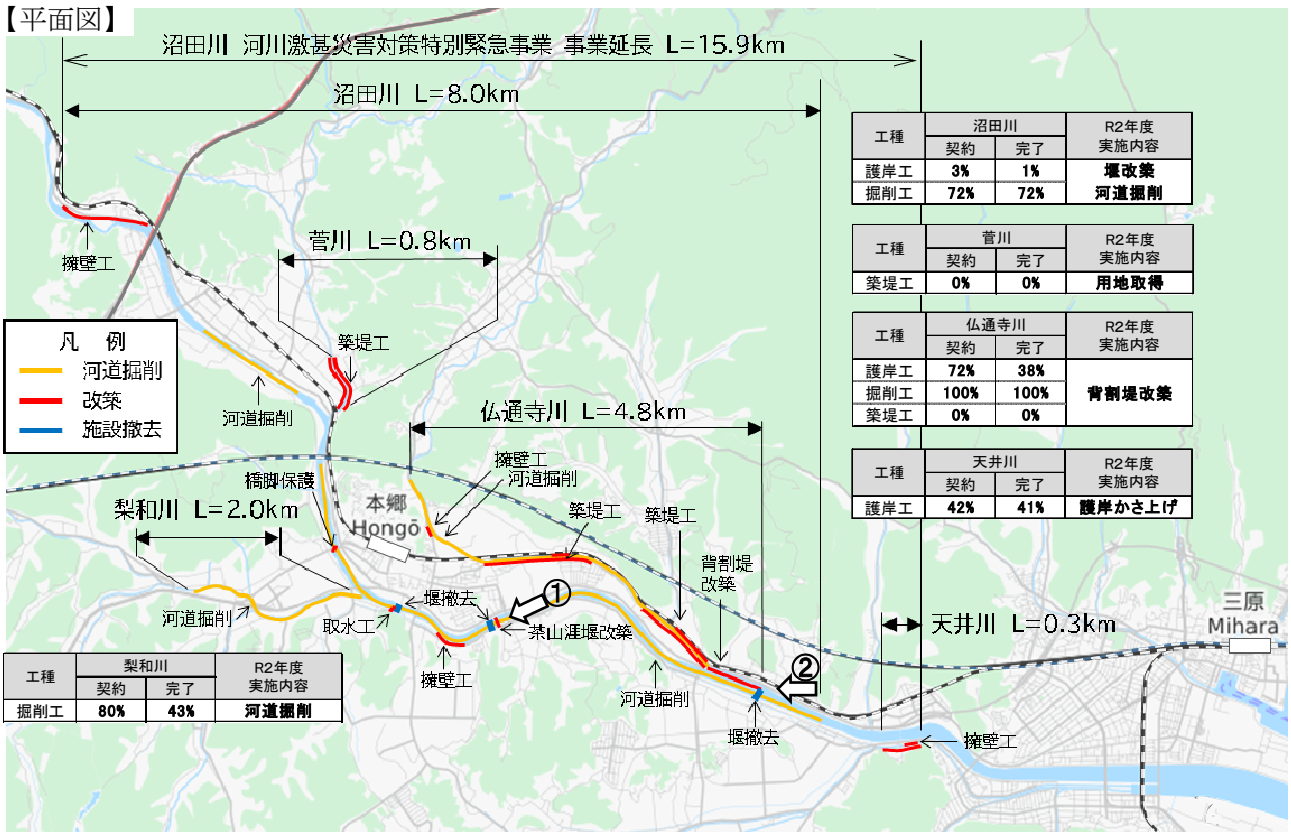 【平面図】
沼田川 河川激甚災害対策特別緊急事業 事業延長 L=15.9km
沼田川 L=8.0km
工種 沼田川 R2年度実施内容
契約 完了
護岸工 3% 1% 堰改築
掘削工 72% 72% 河道掘削
擁壁工
菅川 L=0.8km
工種 菅川 R2年度実施内容
契約 完了
築堤工 0% 0% 用地取得
凡 例
河道掘削
改築
施設撤去
築堤工
河道掘削
工種 仏通寺川 R2年度実施内容
契約 完了
護岸工 72% 38% 背割堤改築
掘削工 100% 100%
築堤工 0% 0%
仏通寺川 L=4.8km
擁壁工
河道掘削
橋脚保護
本郷
Hongō
梨和川 L=2.0km
工種 天井川 R2年度実施内容
契約 完了
護岸工 42% 41% 護岸かさ上げ
築堤工
築堤工
背割堤
改築
河道掘削
取水工
堰撤去
①
茶山涯堰改築
擁壁工
河道掘削
②
堰撤去
天井川 L=0.3km
三原
Mihara
擁壁工
工種 梨和川 R2年度実施内容
契約 完了
掘削工 80% 43% 河道掘削